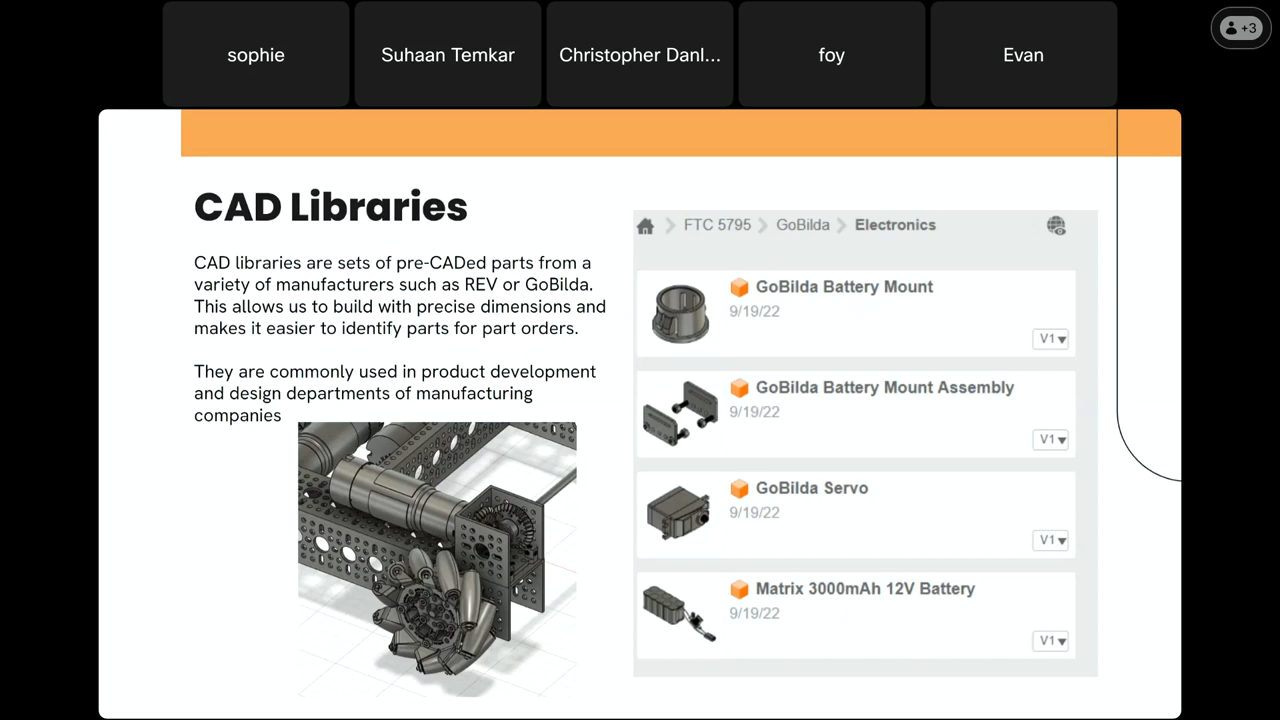 sophie
Suhaan Temkar
Christopher Danl...
foy
Evan
+3
CAD Libraries
CAD libraries are sets of pre-CADed parts from a
variety of manufacturers such as REV or GoBilda.
This allows us to build with precise dimensions and
makes it easier to identify parts for part orders.
They are commonly used in product development
and design departments of manufacturing
companies
FTC 5795 GoBilda Electronics
GoBilda Battery Mount
9/19/22
V1
GoBilda Battery Mount Assembly
9/19/22
V1
GoBilda Servo
9/19/22
V1
Matrix 3000mAh 12V Battery
9/19/22
V1